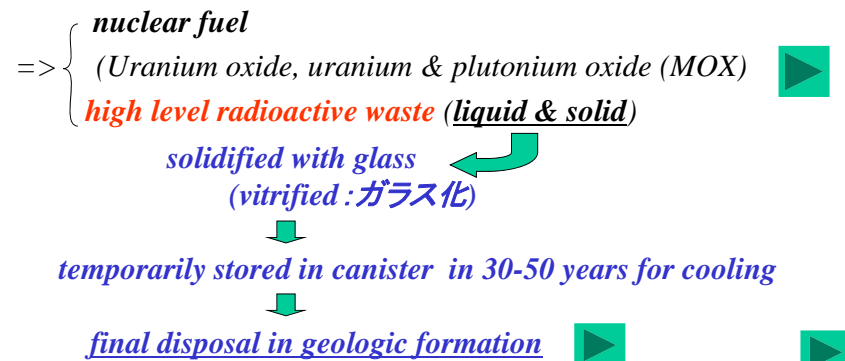 nuclear fuel
=> (Uranium oxide, uranium & plutonium oxide (MOX)
high level radioactive waste (liquid & solid)
solidified with glass
(vitrified : ガラス化)
temporarily stored in canister in 30-50 years for cooling
final disposal in geologic formation